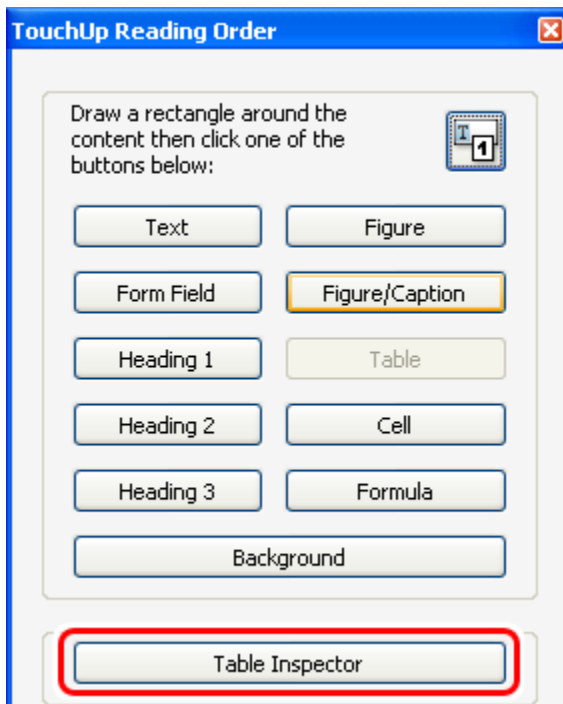 TouchUp Reading Order
Draw a rectangle around the
content then click one of the
buttons below:
T
1
Text
Figure
Form Field
Figure/Caption
Heading 1
Table
Heading 2
Cell
Heading 3
Formula
Background
Table Inspector